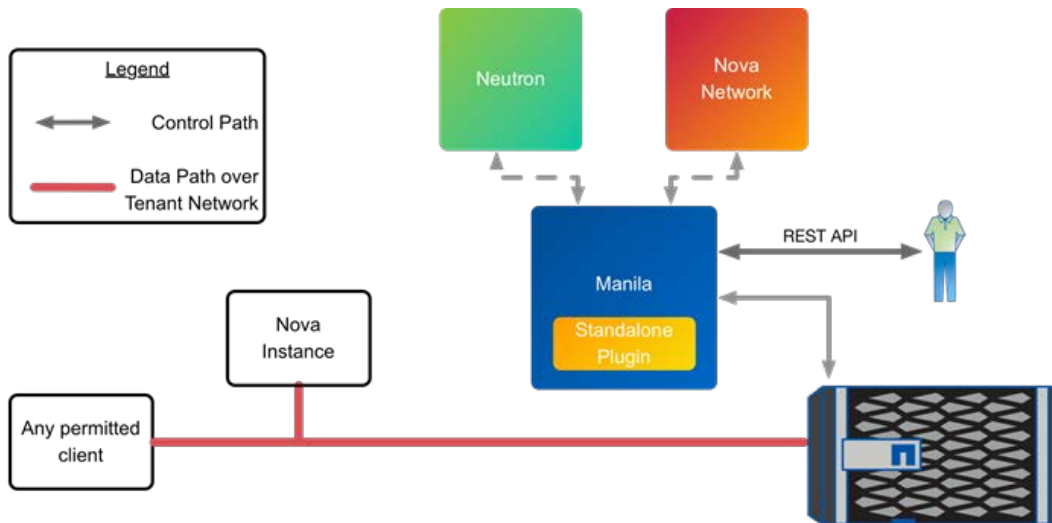 Legend
Control Path
Data Path over
Tenant Network
Neutron
Nova
Network
Manila
Standalone
Plugin
REST API
Nova
Instance
Any permitted
client